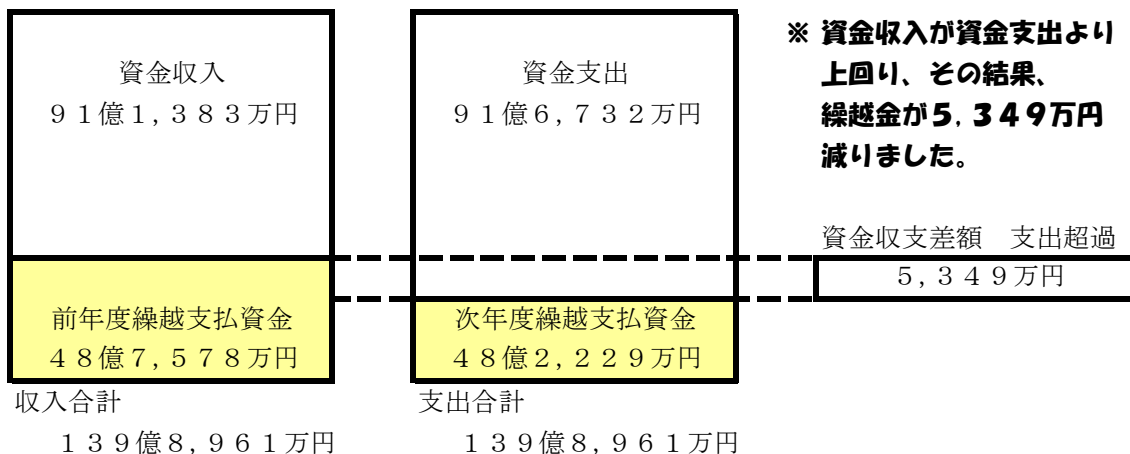 資金収入
９１億１,３８３万円
資金支出
９１億６,７３２万円
※ 資金収入が資金支出より
上回り、その結果、
繰越金が５,３４９万円
減りました。
資金収支差額　支出超過
５,３４９万円
前年度繰越支払資金
４８億７,５７８万円
次年度繰越支払資金
４８億２,２２９万円
収入合計
１３９億８,９６１万円
支出合計
１３９億８,９６１万円